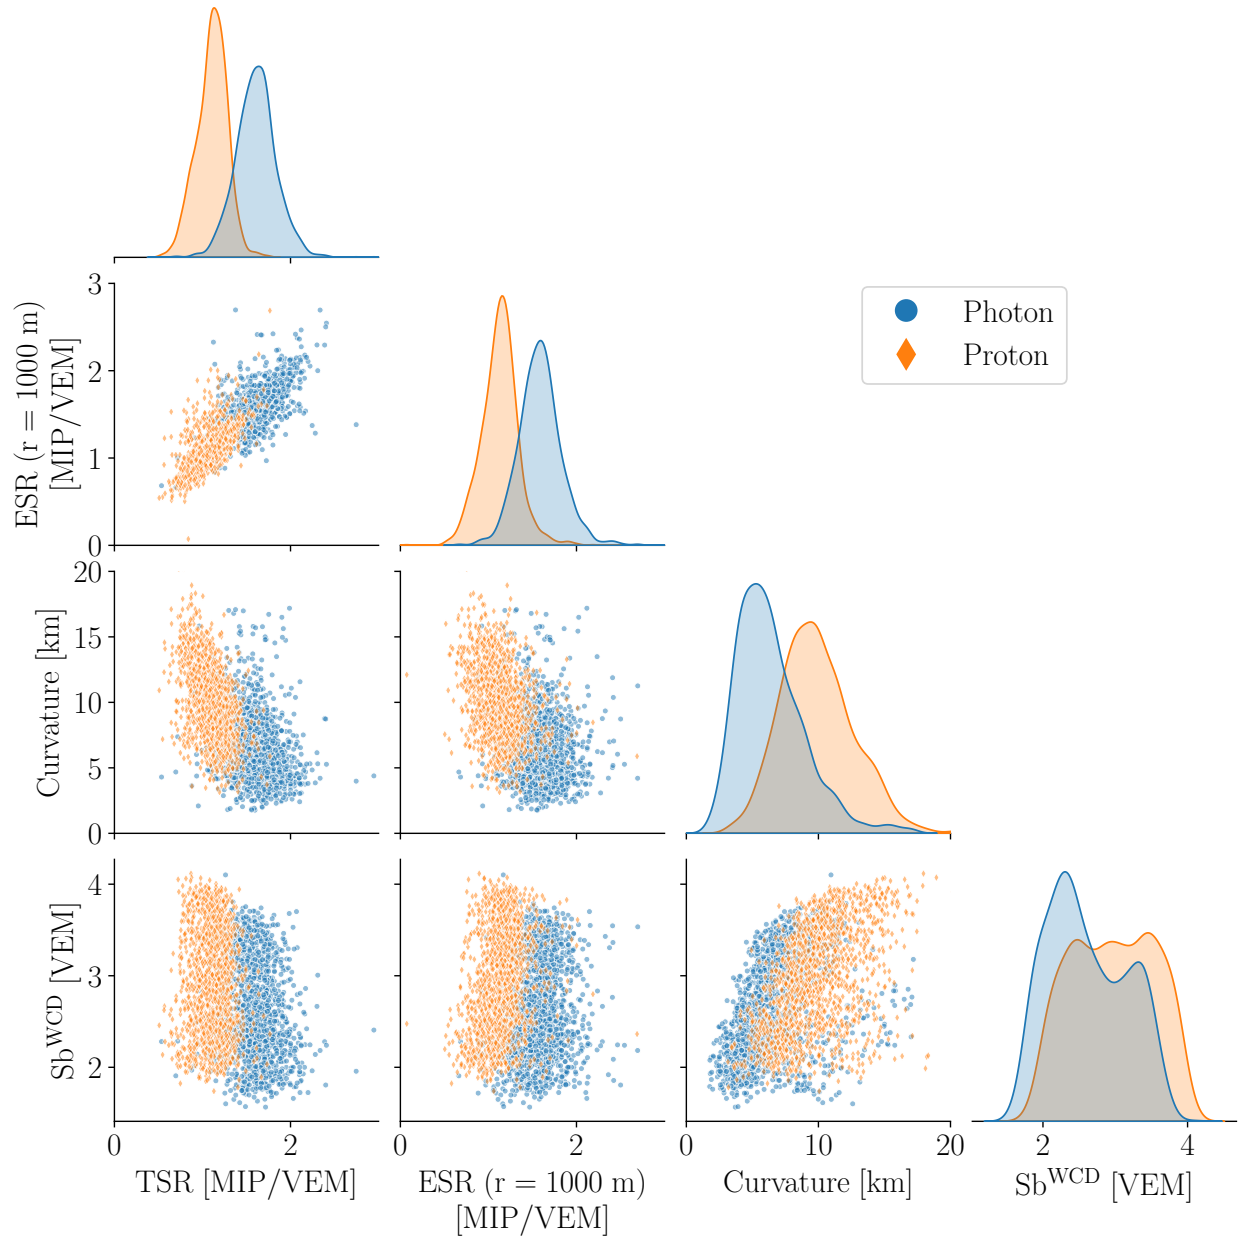 3
2
1
0
ESR (r = 1000 m)
[MIP/VEM]
Photon
Proton
20
15
10
5
0
Curvature [km]
4
3
2
Sb^WCD [VEM]
0 2
0 2
0 10 20
2 4
TSR [MIP/VEM]
ESR (r = 1000 m)
[MIP/VEM]
Curvature [km]
Sb^WCD [VEM]